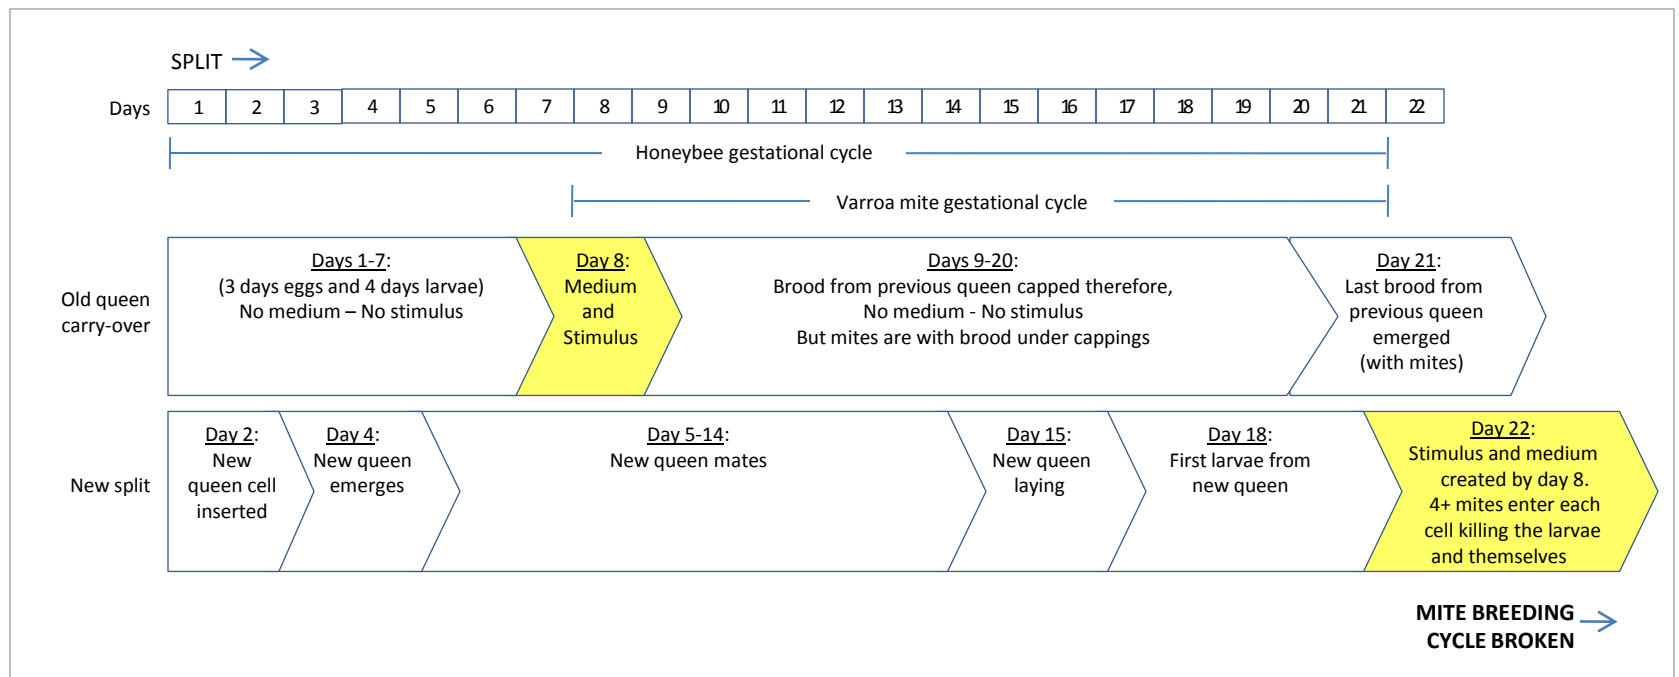 SPLIT
Days 1 2 3 4 5 6 7 8 9 10 11 12 13 14 15 16 17 18 19 20 21 22
Honeybee gestational cycle
Varroa mite gestational cycle
Old queen
carry-over
Days 1-7:
(3 days eggs and 4 days larvae)
No medium – No stimulus
Day 8:
Medium
and
Stimulus
Days 9-20:
Brood from previous queen capped therefore,
No medium - No stimulus
But mites are with brood under cappings
Day 21:
Last brood from
previous queen
emerged
(with mites)
New split
Day 2:
New
queen cell
inserted
Day 4:
New queen
emerges
Day 5-14:
New queen mates
Day 15:
New queen
laying
Day 18:
First larvae from
new queen
Day 22:
Stimulus and medium
created by day 8.
4+ mites enter each
cell killing the larvae
and themselves
MITE BREEDING
CYCLE BROKEN